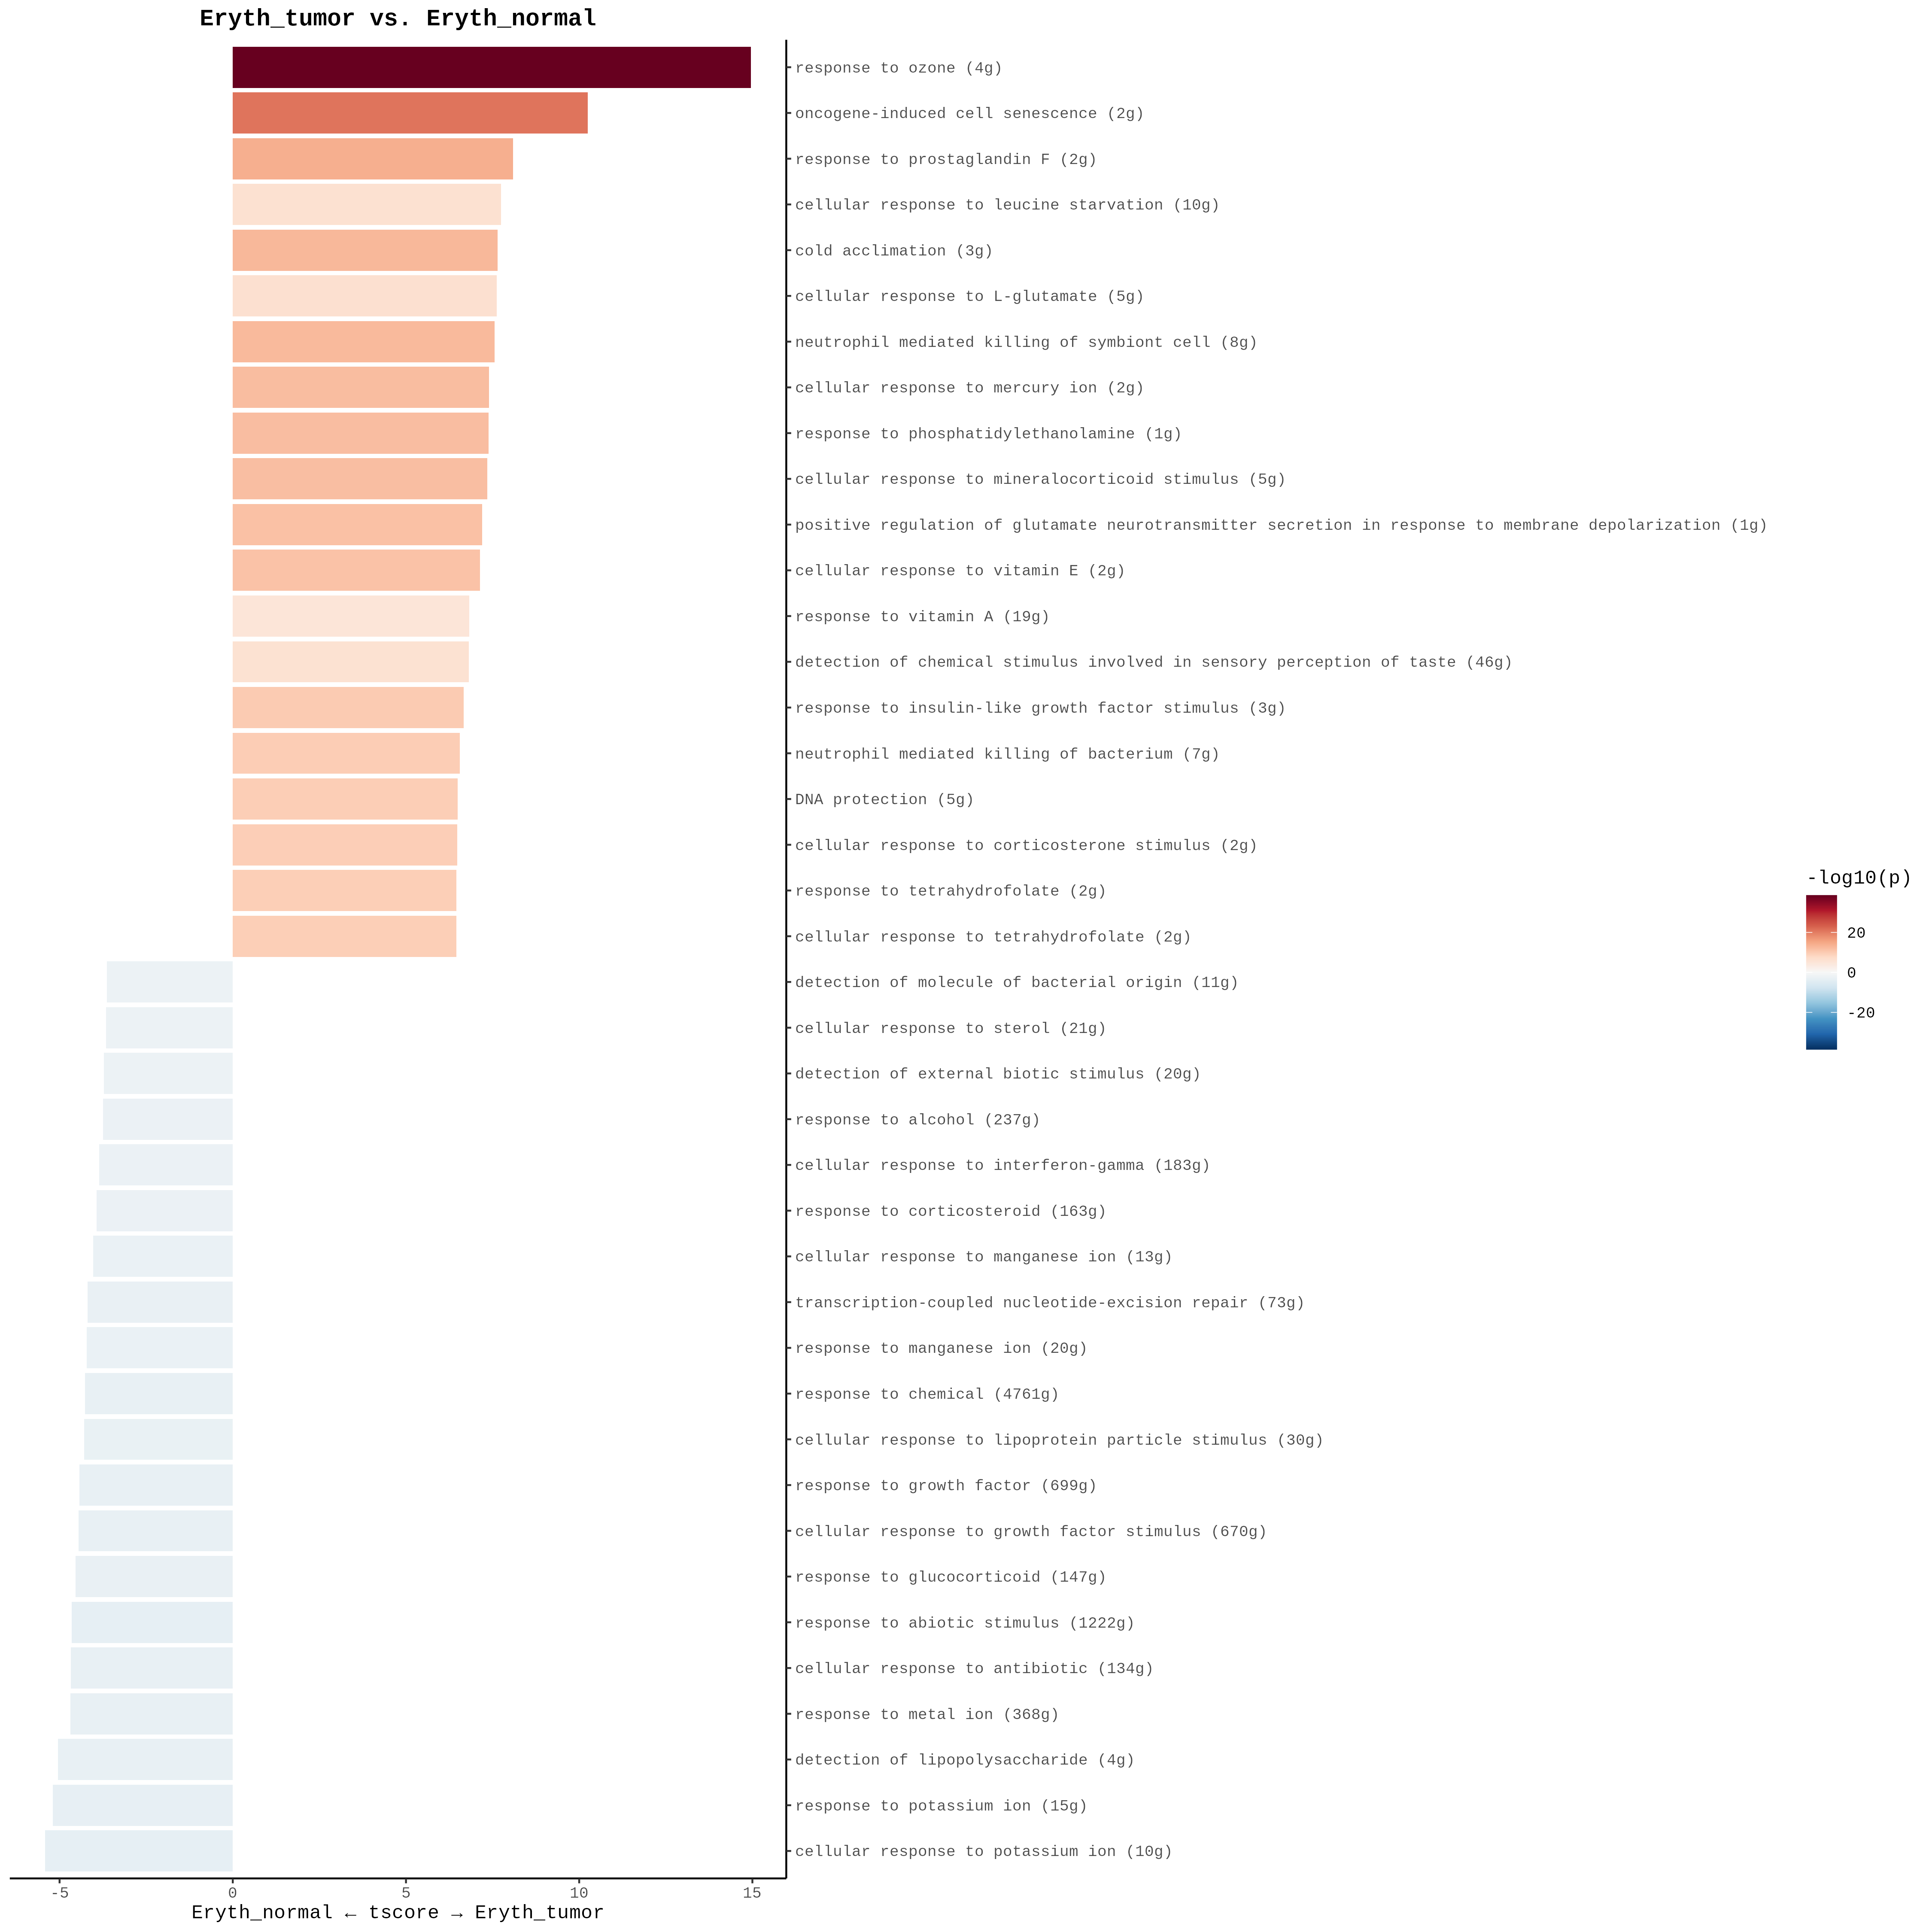 Eryth_tumor vs. Eryth_normal
response to ozone (4g)
oncogene-induced cell senescence (2g)
response to prostaglandin F (2g)
cellular response to leucine starvation (10g)
cold acclimation (3g)
cellular response to L-glutamate (5g)
neutrophil mediated killing of symbiont cell (8g)
cellular response to mercury ion (2g)
response to phosphatidylethanolamine (1g)
cellular response to mineralocorticoid stimulus (5g)
positive regulation of glutamate neurotransmitter secretion in response to membrane depolarization (1g)
cellular response to vitamin E (2g)
response to vitamin A (19g)
detection of chemical stimulus involved in sensory perception of taste (46g)
response to insulin-like growth factor stimulus (3g)
neutrophil mediated killing of bacterium (7g)
DNA protection (5g)
cellular response to corticosterone stimulus (2g)
response to tetrahydrofolate (2g)
cellular response to tetrahydrofolate (2g)
detection of molecule of bacterial origin (11g)
cellular response to sterol (21g)
detection of external biotic stimulus (20g)
response to alcohol (237g)
cellular response to interferon-gamma (183g)
response to corticosteroid (163g)
cellular response to manganese ion (13g)
transcription-coupled nucleotide-excision repair (73g)
response to manganese ion (20g)
response to chemical (4761g)
cellular response to lipoprotein particle stimulus (30g)
response to growth factor (699g)
cellular response to growth factor stimulus (670g)
response to glucocorticoid (147g)
response to abiotic stimulus (1222g)
cellular response to antibiotic (134g)
response to metal ion (368g)
detection of lipopolysaccharide (4g)
response to potassium ion (15g)
cellular response to potassium ion (10g)
-5 0 5 10 15
Eryth_normal ← tscore → Eryth_tumor
-log10(p)
20
0
-20